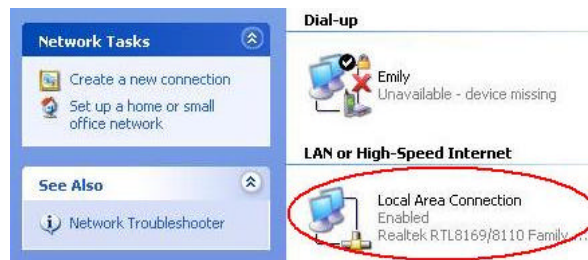 Network Tasks
Create a new connection
Set up a home or small
office network
See Also
Network Troubleshooter
Dial-up
Emily
Unavailable - device missing
LAN or High-Speed Internet
Local Area Connection
Enabled
Realtek RTL8169/8110 Family ...